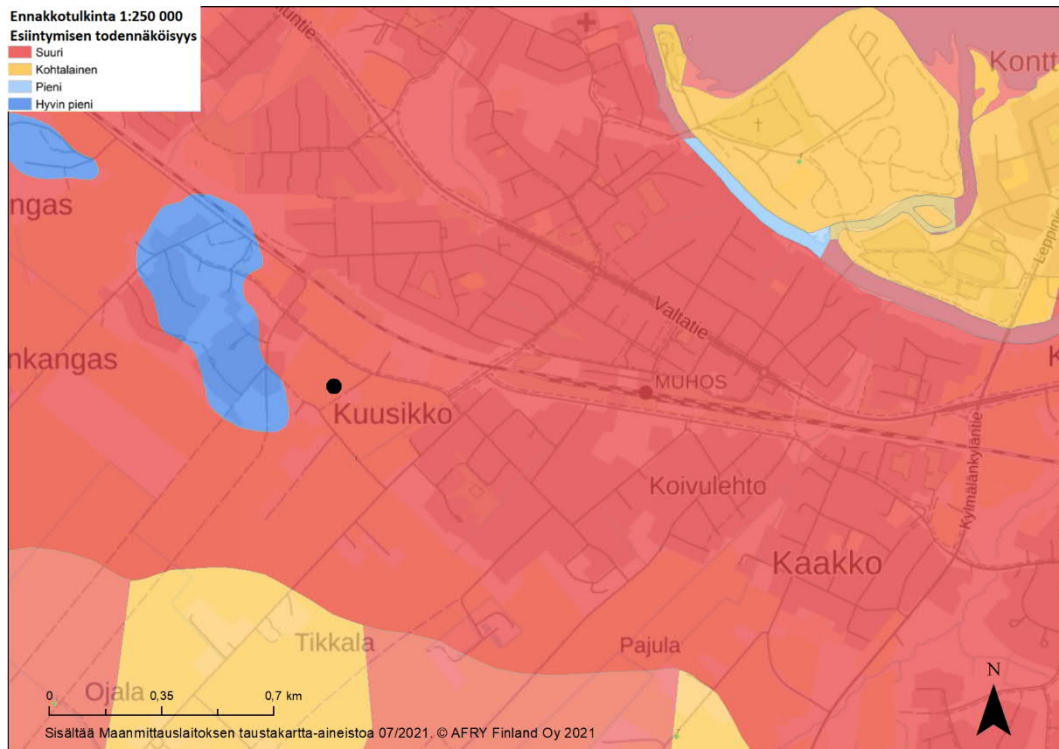 Ennakkotulkinta 1:250 000
Esiintymisen todennäköisyys
Suuri
Kohtalainen
Pieni
Hyvin pieni
Kontt
ngas
Leppin
Valtatie
nkangas
MUHOS
K
Kuusikko
Kylmälänkyläntie
Koivulehto
Kaakko
Tikkala
Pajula
Ojala
N
0 0,35 0,7 km
Sisältää Maanmittauslaitoksen taustakartta-aineistoa 07/2021. © AFRY Finland Oy 2021